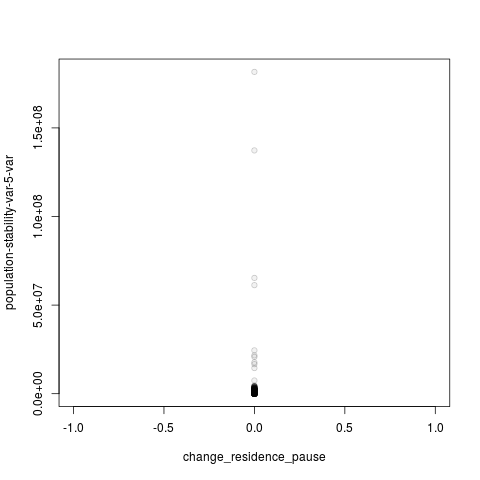 population-stability-var-5-var
1.5e+08
1.0e+08
5.0e+07
0.0e+00
-1.0
-0.5
0.0
0.5
1.0
change_residence_pause